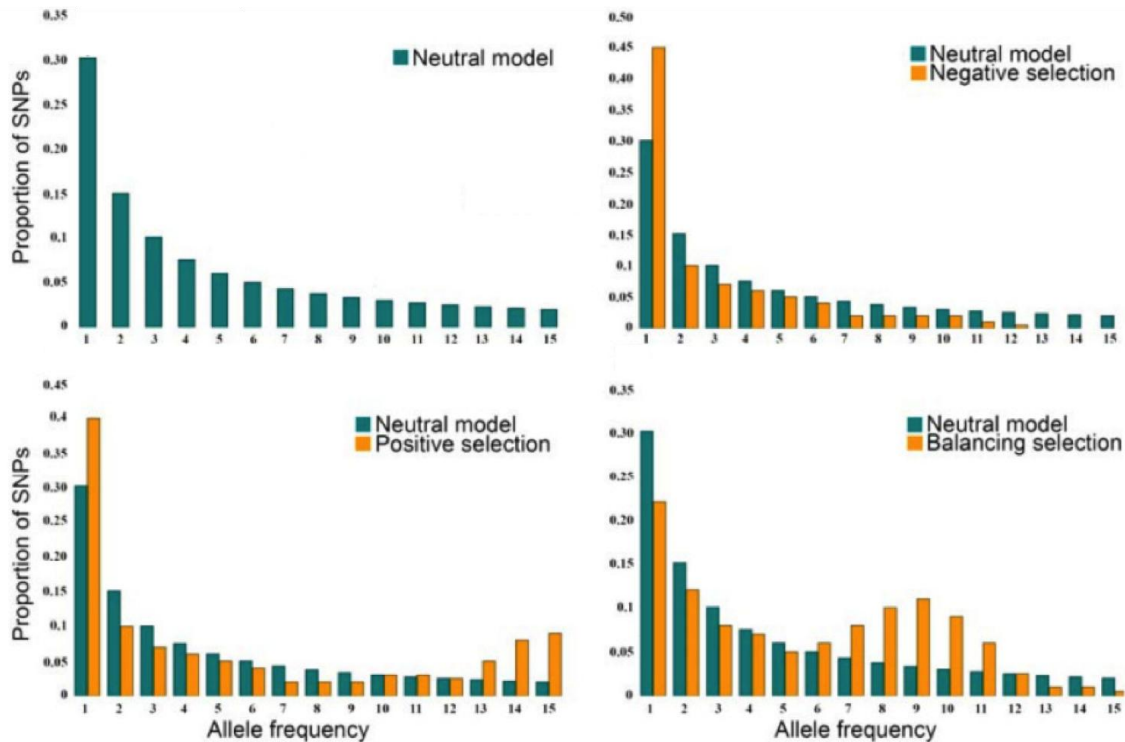 0.35
0.30
0.25
0.20
0.15
0.1
0.05
0
Proportion of SNPs
Neutral model
1 2 3 4 5 6 7 8 9 10 11 12 13 14 15
0.50
0.45
0.40
0.35
0.30
0.25
0.20
0.15
0.1
0.05
0
Neutral model
Negative selection
1 2 3 4 5 6 7 8 9 10 11 12 13 14 15
0.45
0.4
0.35
0.30
0.25
0.20
0.15
0.1
0.05
0
Proportion of SNPs
Neutral model
Positive selection
1 2 3 4 5 6 7 8 9 10 11 12 13 14 15
Allele frequency
0.35
0.30
0.25
0.20
0.15
0.1
0.05
0
Neutral model
Balancing selection
1 2 3 4 5 6 7 8 9 10 11 12 13 14 15
Allele frequency